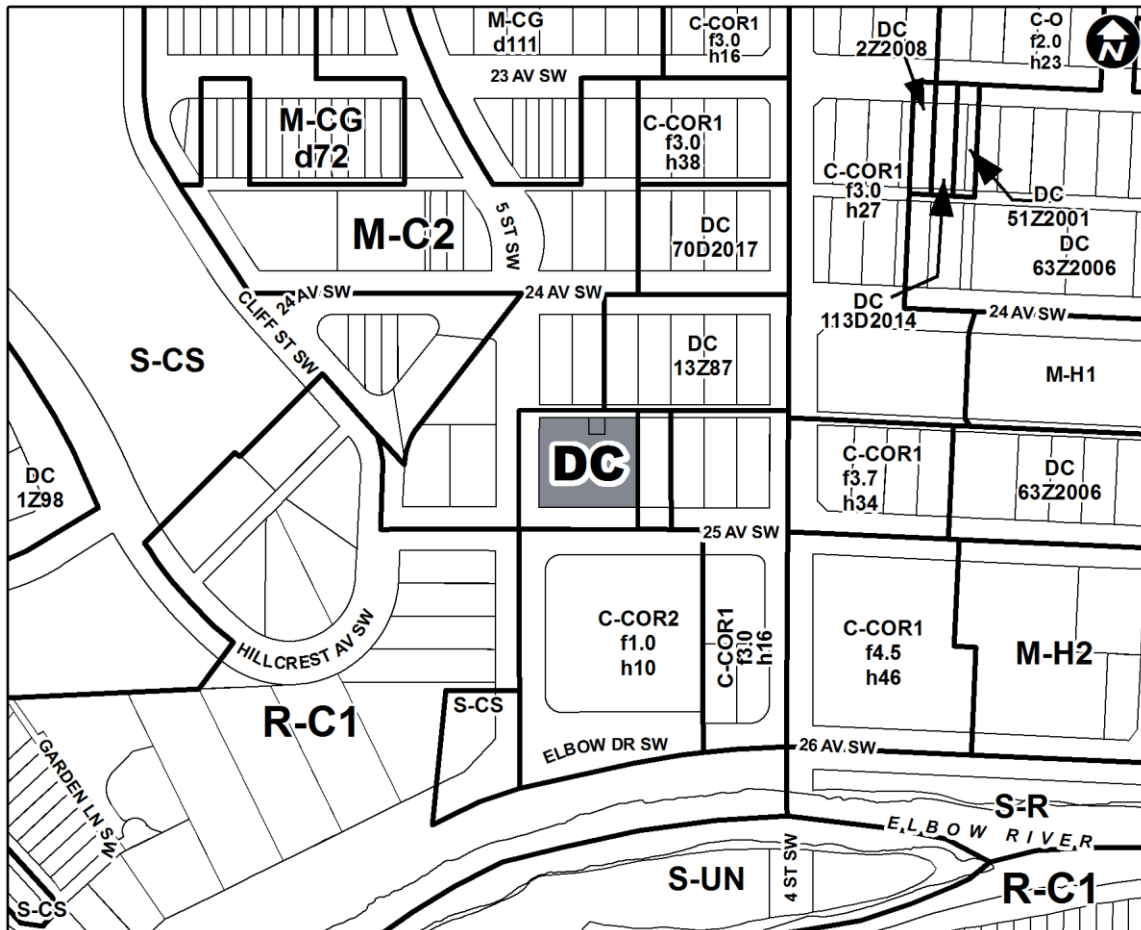 M-CG
d111
C-COR1
f3.0
h16
DC
2Z2008
C-O
f2.0
h23
N
23 AV SW
M-CG
d72
C-COR1
f3.0
h38
C-COR1
f3.0
h27
DC
51Z2001
DC
63Z2006
M-C2
5 ST SW
DC
70D2017
24 AV SW
24 AV SW
DC
113D2014
24 AV SW
CLIFF ST SW
S-CS
DC
13Z87
M-H1
DC
1Z98
DC
C-COR1
f3.7
h34
DC
63Z2006
25 AV SW
HILLCREST AV SW
C-COR2
f1.0
h10
C-COR1
f3.0
h16
C-COR1
f4.5
h46
M-H2
R-C1
S-CS
GARDEN LN SW
ELBOW DR SW
26 AV SW
S-R
ELBOW RIVER
S-UN
4 ST SW
R-C1
S-CS